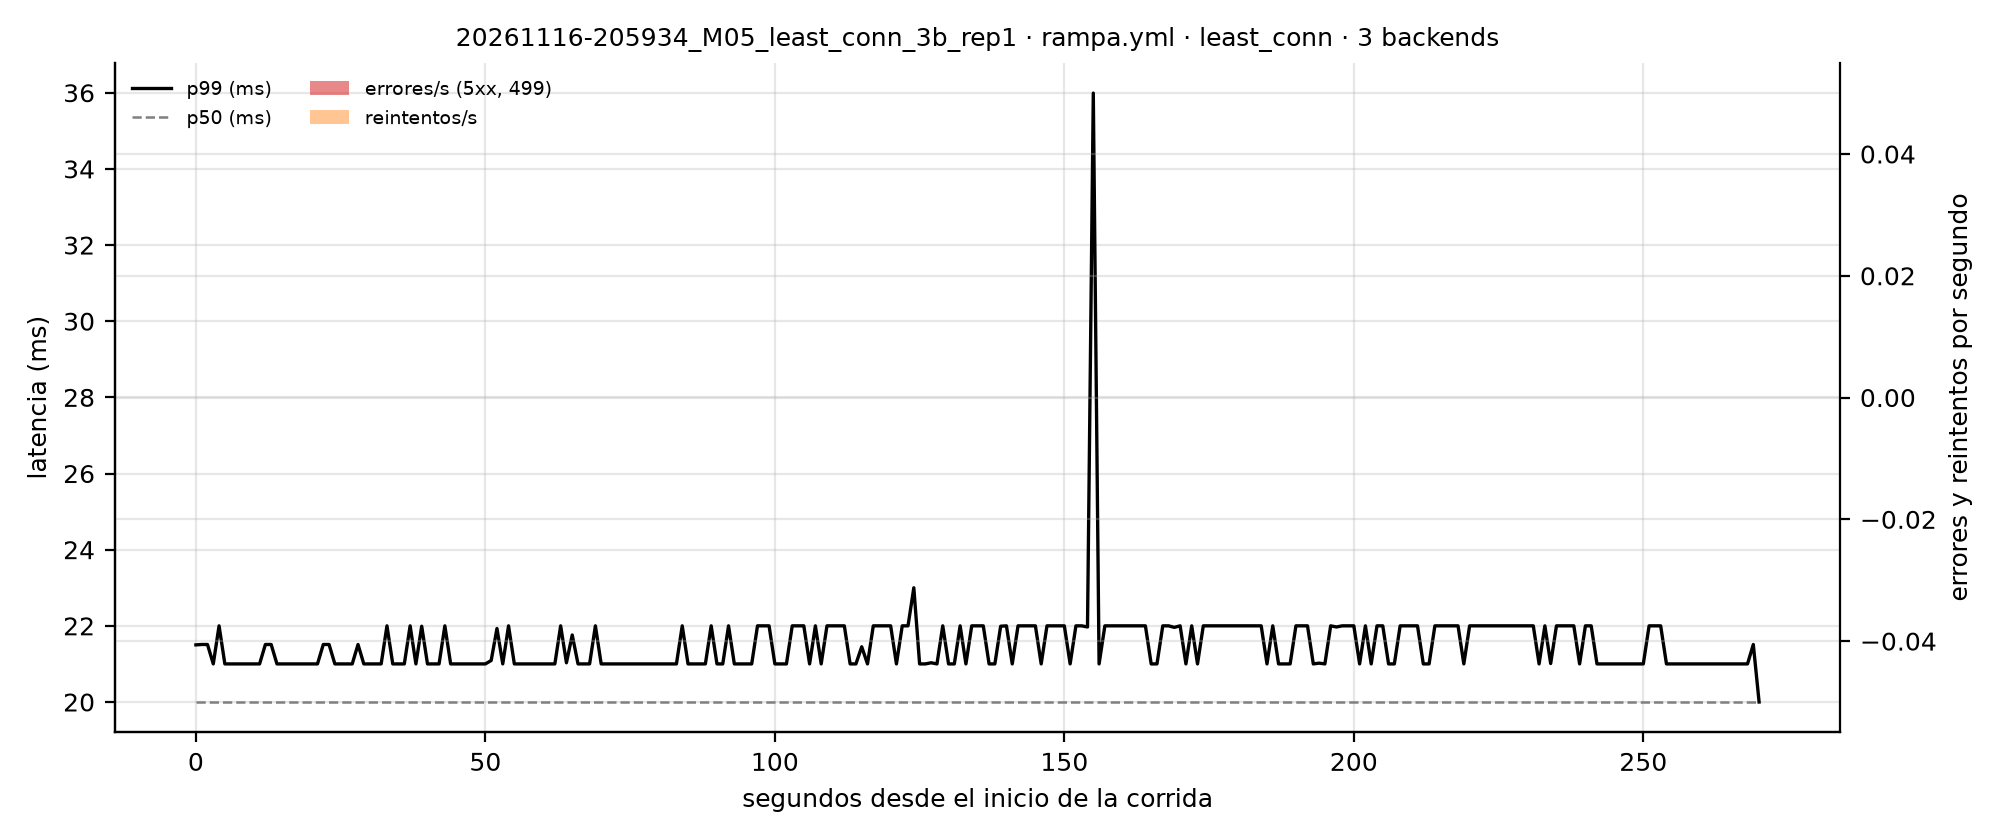 20261116-205934_M05_least_conn_3b_rep1 · rampa.yml · least_conn · 3 backends
p99 (ms)
p50 (ms)
errores/s (5xx, 499)
reintentos/s
latencia (ms)
36
34
32
30
28
26
24
22
20
0.04
0.02
0.00
−0.02
−0.04
errores y reintentos por segundo
0
50
100
150
200
250
segundos desde el inicio de la corrida